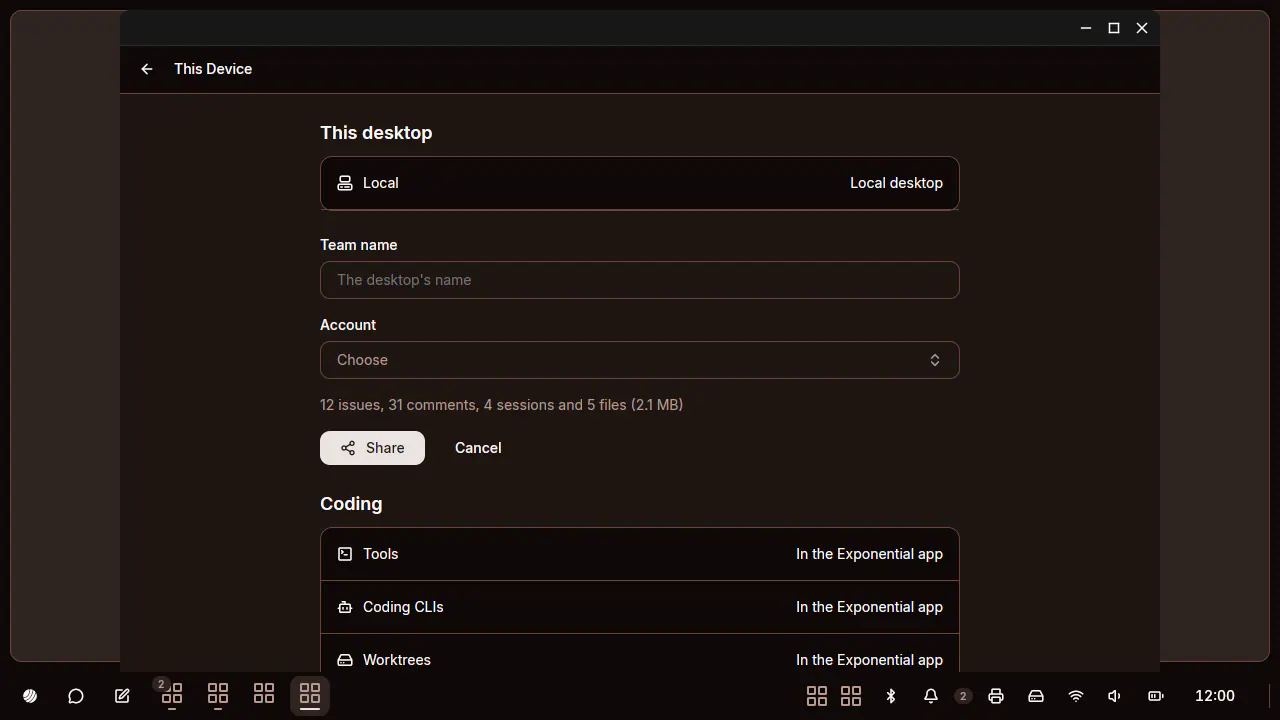 This Device
This desktop
Local
Local desktop
Team name
The desktop's name
Account
Choose
12 issues, 31 comments, 4 sessions and 5 files (2.1 MB)
Share
Cancel
Coding
Tools
In the Exponential app
Coding CLIs
In the Exponential app
Worktrees
In the Exponential app
2
2
12:00